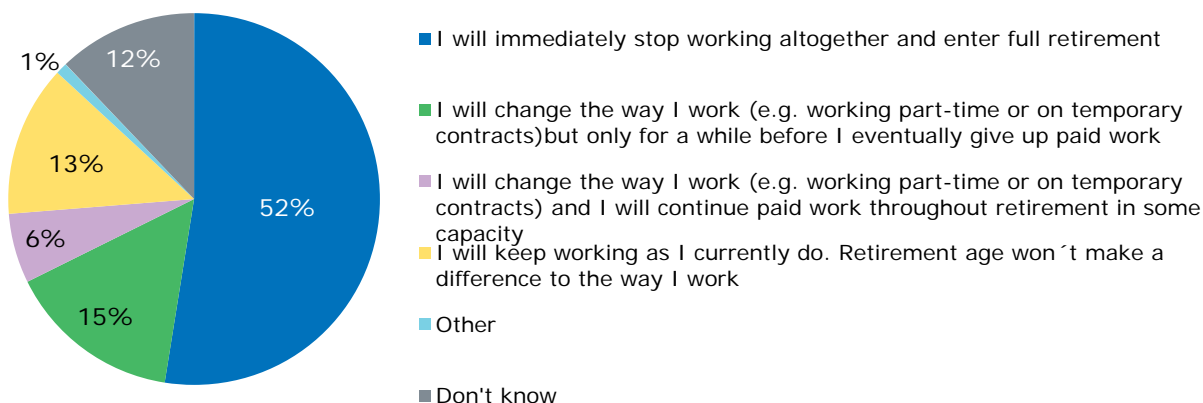 1%
12%
13%
52%
6%
15%
I will immediately stop working altogether and enter full retirement
I will change the way I work (e.g. working part-time or on temporary
contracts)but only for a while before I eventually give up paid work
I will change the way I work (e.g. working part-time or on temporary
contracts) and I will continue paid work throughout retirement in some
capacity
I will keep working as I currently do. Retirement age won´t make a
difference to the way I work
Other
Don't know